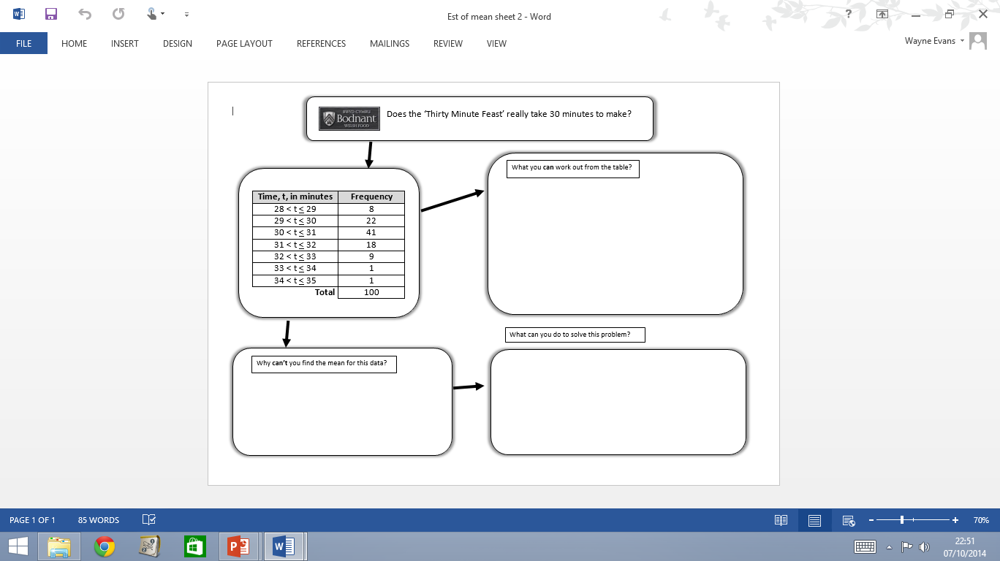 Est of mean sheet 2 - Word
?
FILE HOME INSERT DESIGN PAGE LAYOUT REFERENCES MAILINGS REVIEW VIEW
Wayne Evans
BWYD CYMRU
Bodnant
WELSH FOOD
Does the ‘Thirty Minute Feast’ really take 30 minutes to make?
Time, t, in minutes Frequency
28 < t ≤ 29 8
29 < t ≤ 30 22
30 < t ≤ 31 41
31 < t ≤ 32 18
32 < t ≤ 33 9
33 < t ≤ 34 1
34 < t ≤ 35 1
Total 100
What you can work out from the table?
Why can’t you find the mean for this data?
What can you do to solve this problem?
PAGE 1 OF 1 85 WORDS
70%
22:51
07/10/2014